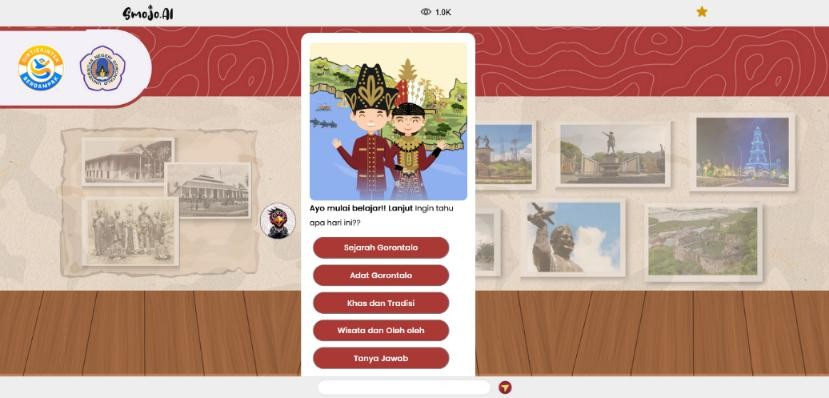 Smojo.AI
1.0K
Ayo mulai belajar!! Lanjut Ingin tahu
apa hari ini??
Sejarah Gorontalo
Adat Gorontalo
Khas dan Tradisi
Wisata dan Oleh oleh
Tanya Jawab